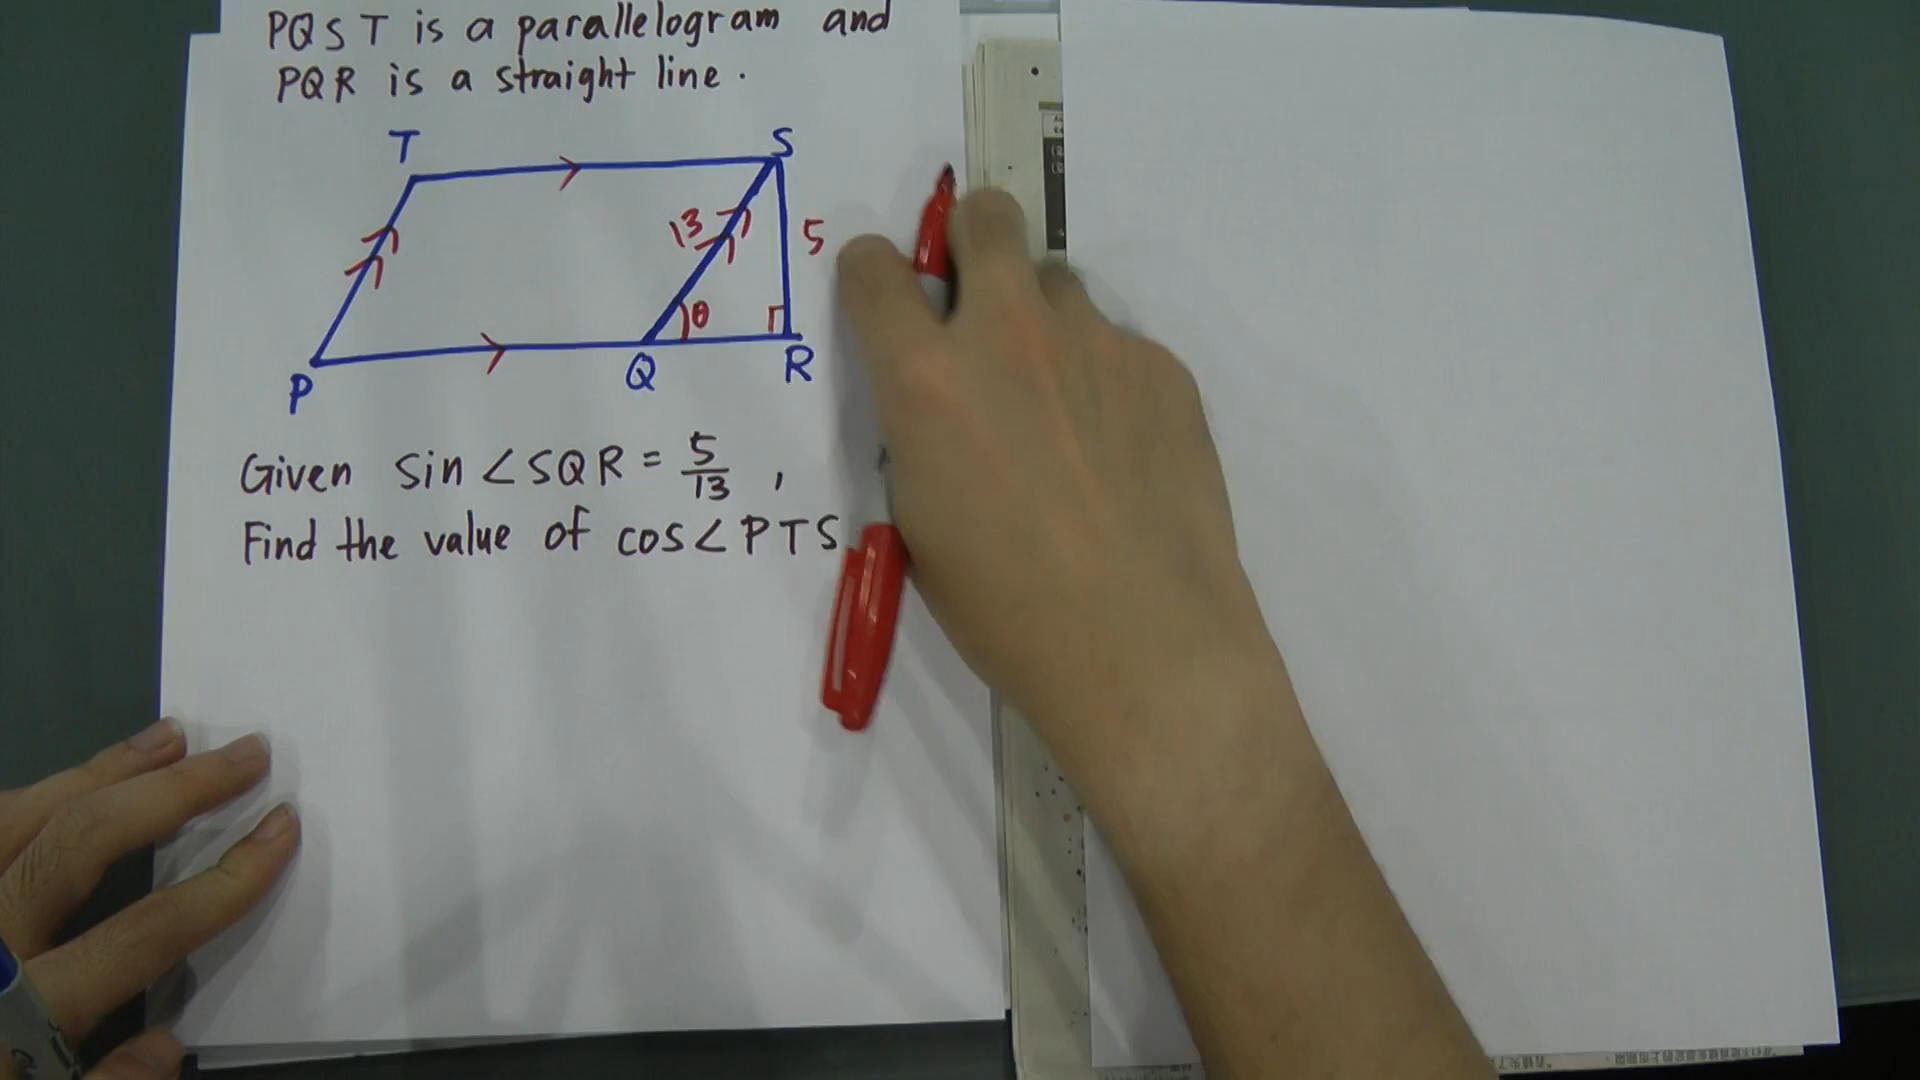 PQST is a parallelogram and
PQR is a straight line.
T
S
13
5
θ
P
Q
R
Given sin∠SQR = 5/13 ,
Find the value of cos∠PTS